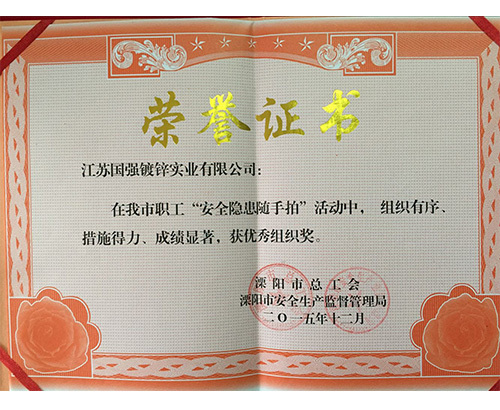 荣誉证书
江苏国强镀锌实业有限公司：
在我市职工“安全隐患随手拍”活动中， 组织有序、
措施得力、成绩显著，获优秀组织奖。
溧阳市总工会
溧阳市安全生产监督管理局
二〇一五年十二月